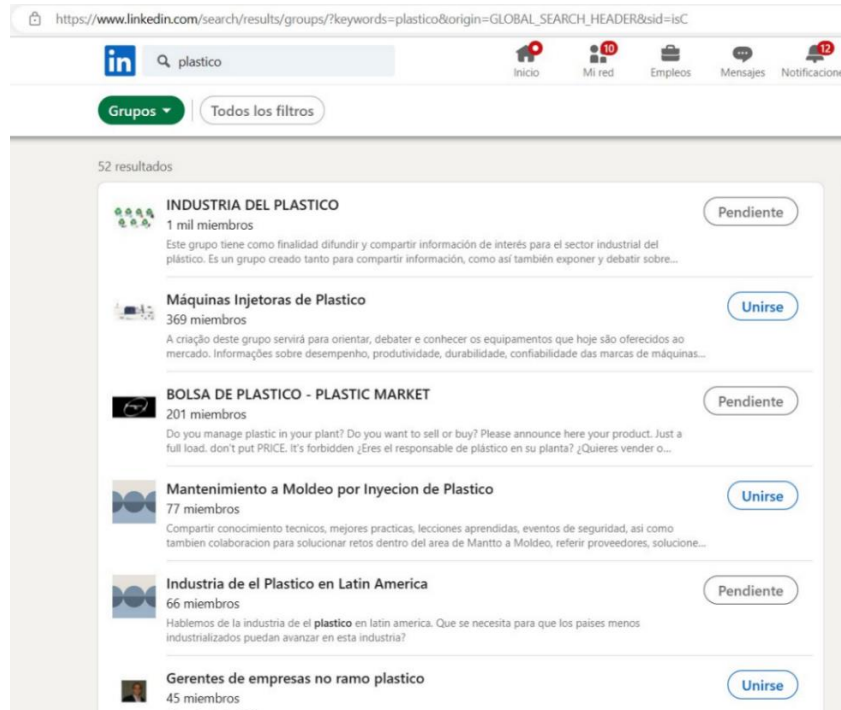 https://www.linkedin.com/search/results/groups/?keywords=plastico&origin=GLOBAL_SEARCH_HEADER&sid=isC
in
plastico
10
12
Inicio
Mi red
Empleos
Mensajes
Notificacione
Grupos
Todos los filtros
52 resultados
INDUSTRIA DEL PLASTICO
1 mil miembros
Pendiente
Este grupo tiene como finalidad difundir y compartir información de interés para el sector industrial del
plástico. Es un grupo creado tanto para compartir información, como así también exponer y debatir sobre...
Máquinas Injetoras de Plastico
369 miembros
Unirse
A criação deste grupo servirá para orientar, debater e conhecer os equipamentos que hoje são oferecidos ao
mercado. Informações sobre desempenho, produtividade, durabilidade, confiabilidade das marcas de máquinas...
BOLSA DE PLASTICO - PLASTIC MARKET
201 miembros
Pendiente
Do you manage plastic in your plant? Do you want to sell or buy? Please announce here your product. Just a
full load. don't put PRICE. It's forbidden ¿Eres el responsable de plástico en su planta? ¿Quieres vender o...
Mantenimiento a Moldeo por Inyecion de Plastico
77 miembros
Unirse
Compartir conocimiento tecnicos, mejores practicas, lecciones aprendidas, eventos de seguridad, asi como
tambien colaboracion para solucionar retos dentro del area de Mantto a Moldeo, referir proveedores, solucione...
Industria de el Plastico en Latin America
66 miembros
Pendiente
Hablemos de la industria de el plastico en latin america. Que se necesita para que los paises menos
industrializados puedan avanzar en esta industria?
Gerentes de empresas no ramo plastico
45 miembros
Unirse